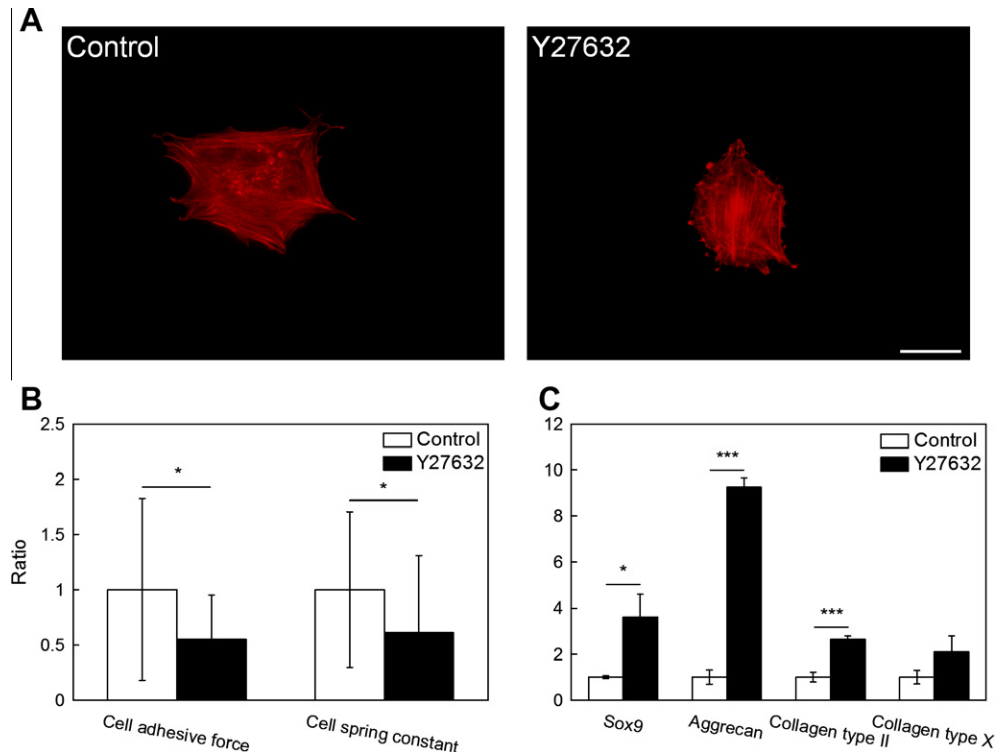 A
Control
Y27632
B
2.5
2
1.5
1
0.5
0
Ratio
Control
Y27632
*
*
Cell adhesive force
Cell spring constant
C
12
10
8
6
4
2
0
Control
Y27632
*
***
***
Sox9
Aggrecan
Collagen type II
Collagen type X